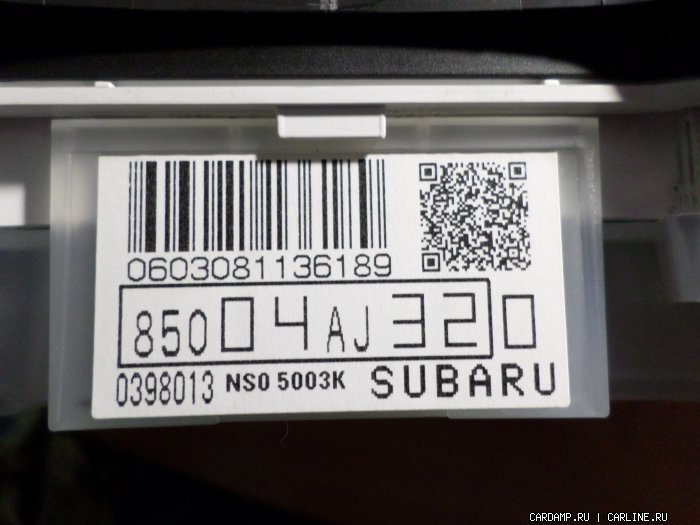 0603081136189
85004AJ320
0398013 NS0 5003K SUBARU
CARDAMP.RU | CARLINE.RU